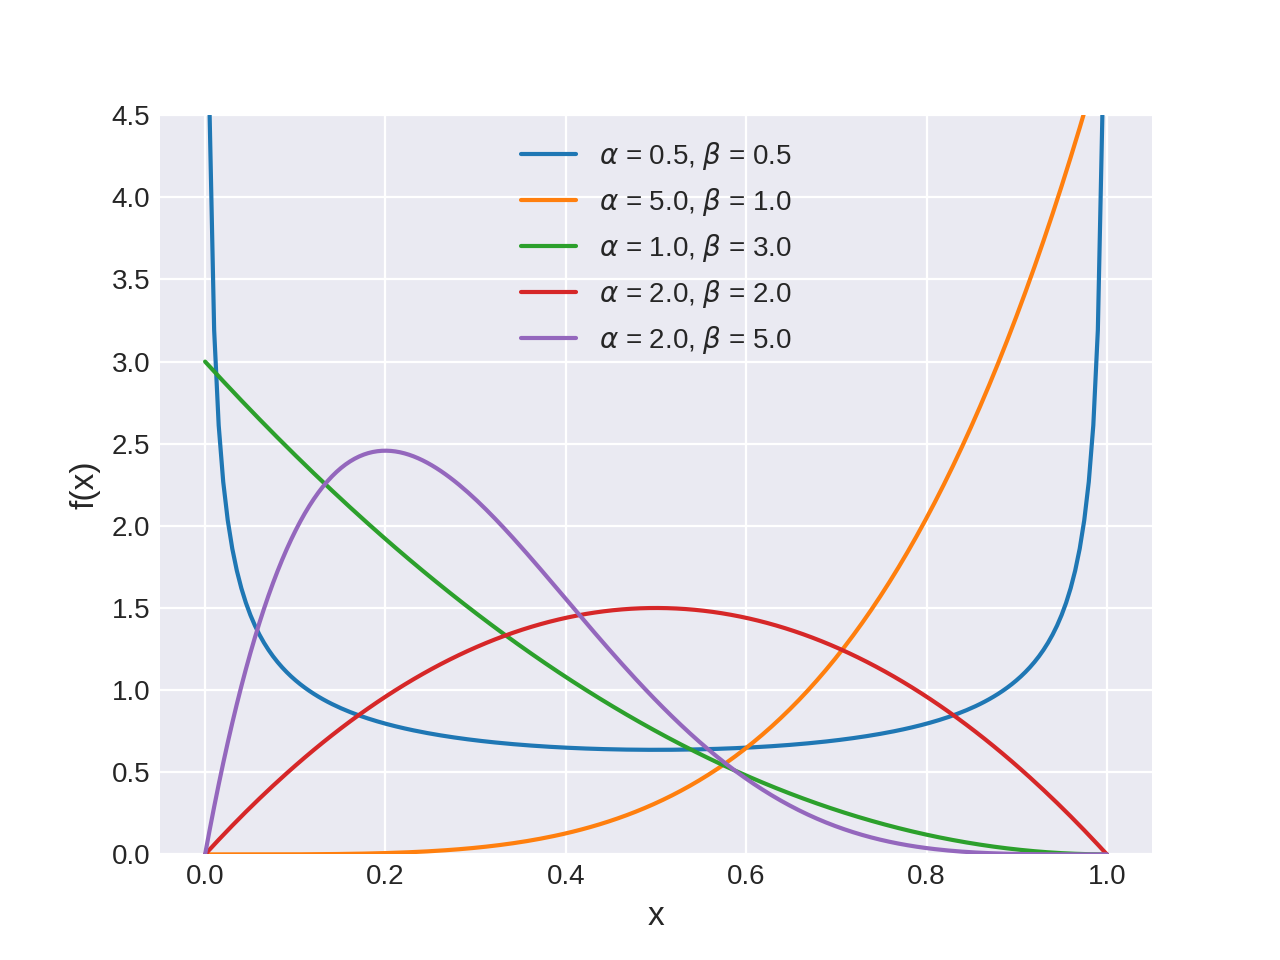 4.5
4.0
3.5
3.0
2.5
2.0
1.5
1.0
0.5
0.0
f(x)
α = 0.5, β = 0.5
α = 5.0, β = 1.0
α = 1.0, β = 3.0
α = 2.0, β = 2.0
α = 2.0, β = 5.0
0.0 0.2 0.4 0.6 0.8 1.0
x